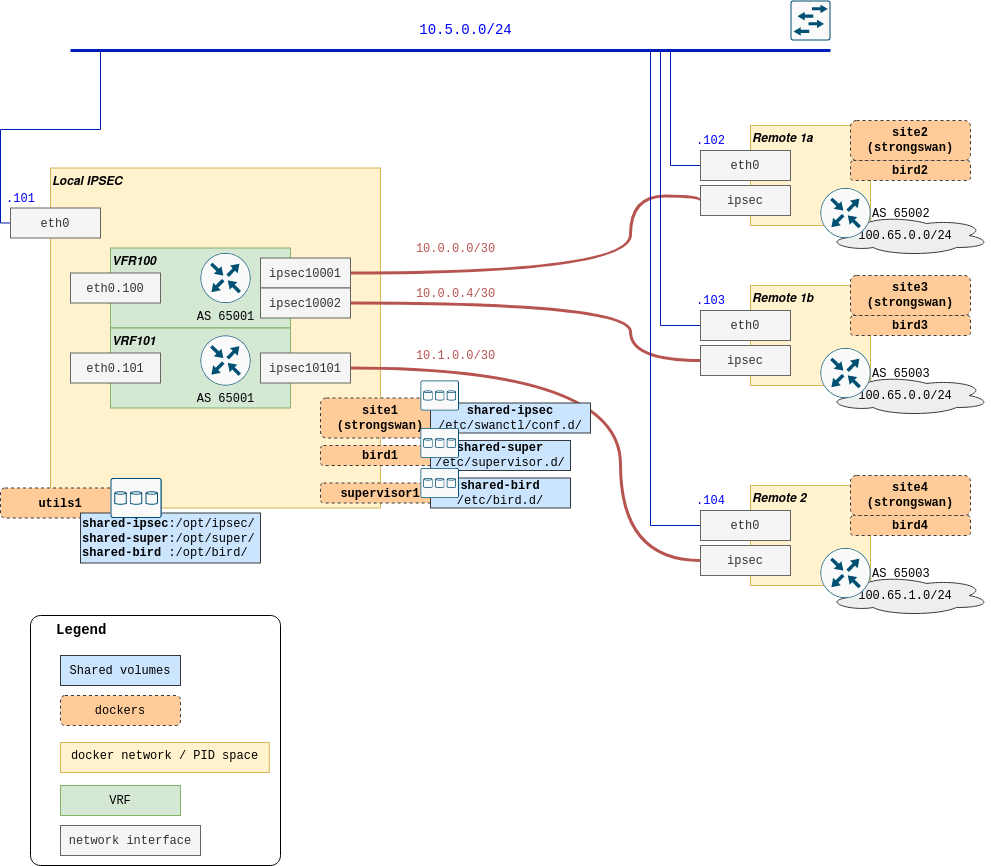 10.5.0.0/24
.101
Local IPSEC
eth0
VFR100
eth0.100
AS 65001
ipsec10001
ipsec10002
VRF101
eth0.101
AS 65001
ipsec10101
10.0.0.0/30
10.0.0.4/30
10.1.0.0/30
site1
(strongswan)
bird1
supervisor1
shared-ipsec
/etc/swanctl/conf.d/
shared-super
/etc/supervisor.d/
shared-bird
/etc/bird.d/
utils1
shared-ipsec:/opt/ipsec/
shared-super:/opt/super/
shared-bird :/opt/bird/
.102
Remote 1a
eth0
ipsec
site2
(strongswan)
bird2
AS 65002
100.65.0.0/24
.103
Remote 1b
eth0
ipsec
site3
(strongswan)
bird3
AS 65003
100.65.0.0/24
.104
Remote 2
eth0
ipsec
site4
(strongswan)
bird4
AS 65003
100.65.1.0/24
Legend
Shared volumes
dockers
docker network / PID space
VRF
network interface